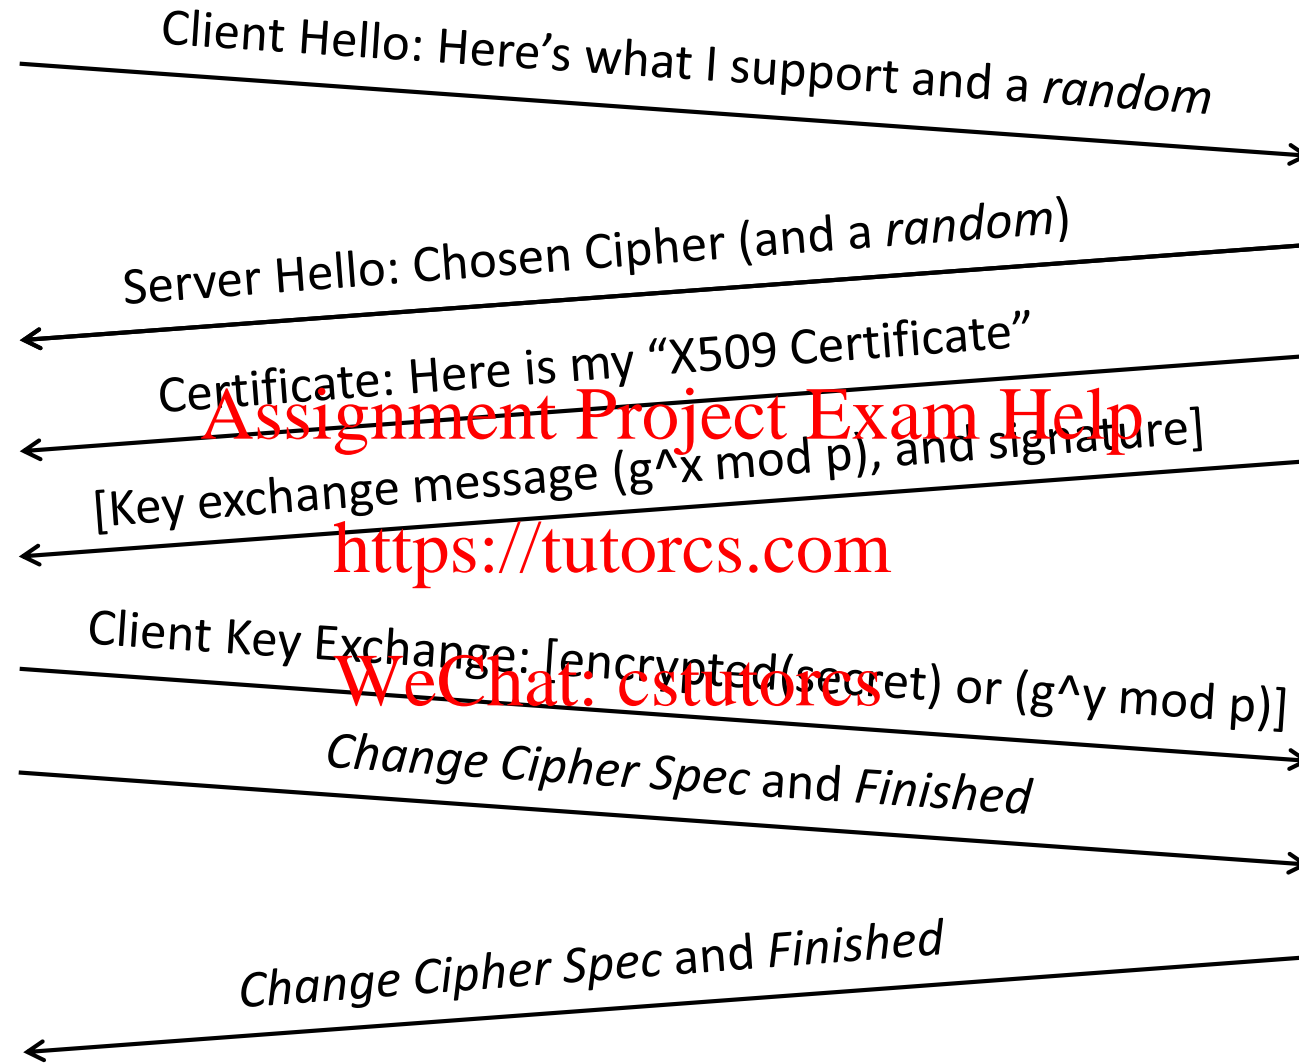 Client Hello: Here’s what I support and a random
Server Hello: Chosen Cipher (and a random)
Certificate: Here is my “X509 Certificate”
Assignment Project Exam Help
[Key exchange message (g^x mod p), and signature]
https://tutorcs.com
Client Key Exchange: [encrypted(secret) or (g^y mod p)]
WeChat: cstutorcs
Change Cipher Spec and Finished
Change Cipher Spec and Finished